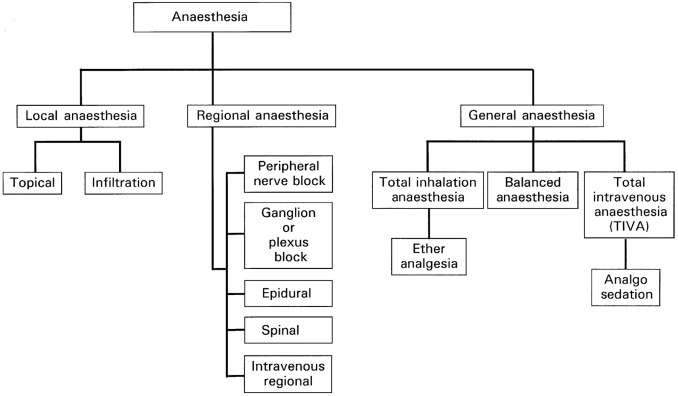 Anaesthesia
Local anaesthesia
Regional anaesthesia
General anaesthesia
Topical
Infiltration
Peripheral
nerve block
Ganglion
or
plexus
block
Epidural
Spinal
Intravenous
regional
Total inhalation
anaesthesia
Balanced
anaesthesia
Total
intravenous
anaesthesia
(TIVA)
Ether
analgesia
Analgo
sedation